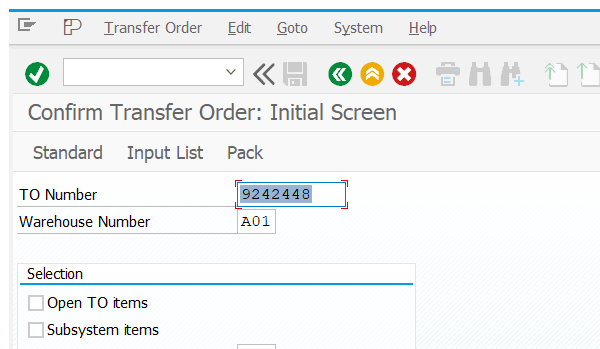 Transfer Order Edit Goto System Help
Confirm Transfer Order: Initial Screen
Standard Input List Pack
TO Number 9242448
Warehouse Number A01
Selection
Open TO items
Subsystem items